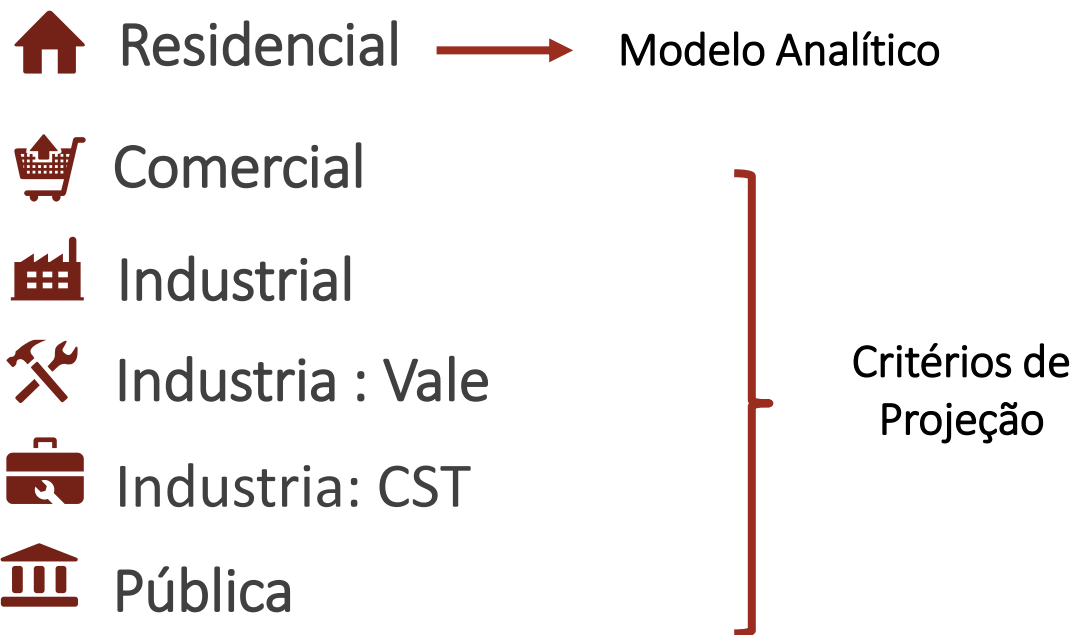 Residencial
Modelo Analítico
Comercial
Industrial
Industria : Vale
Industria: CST
Pública
Critérios de
Projeção